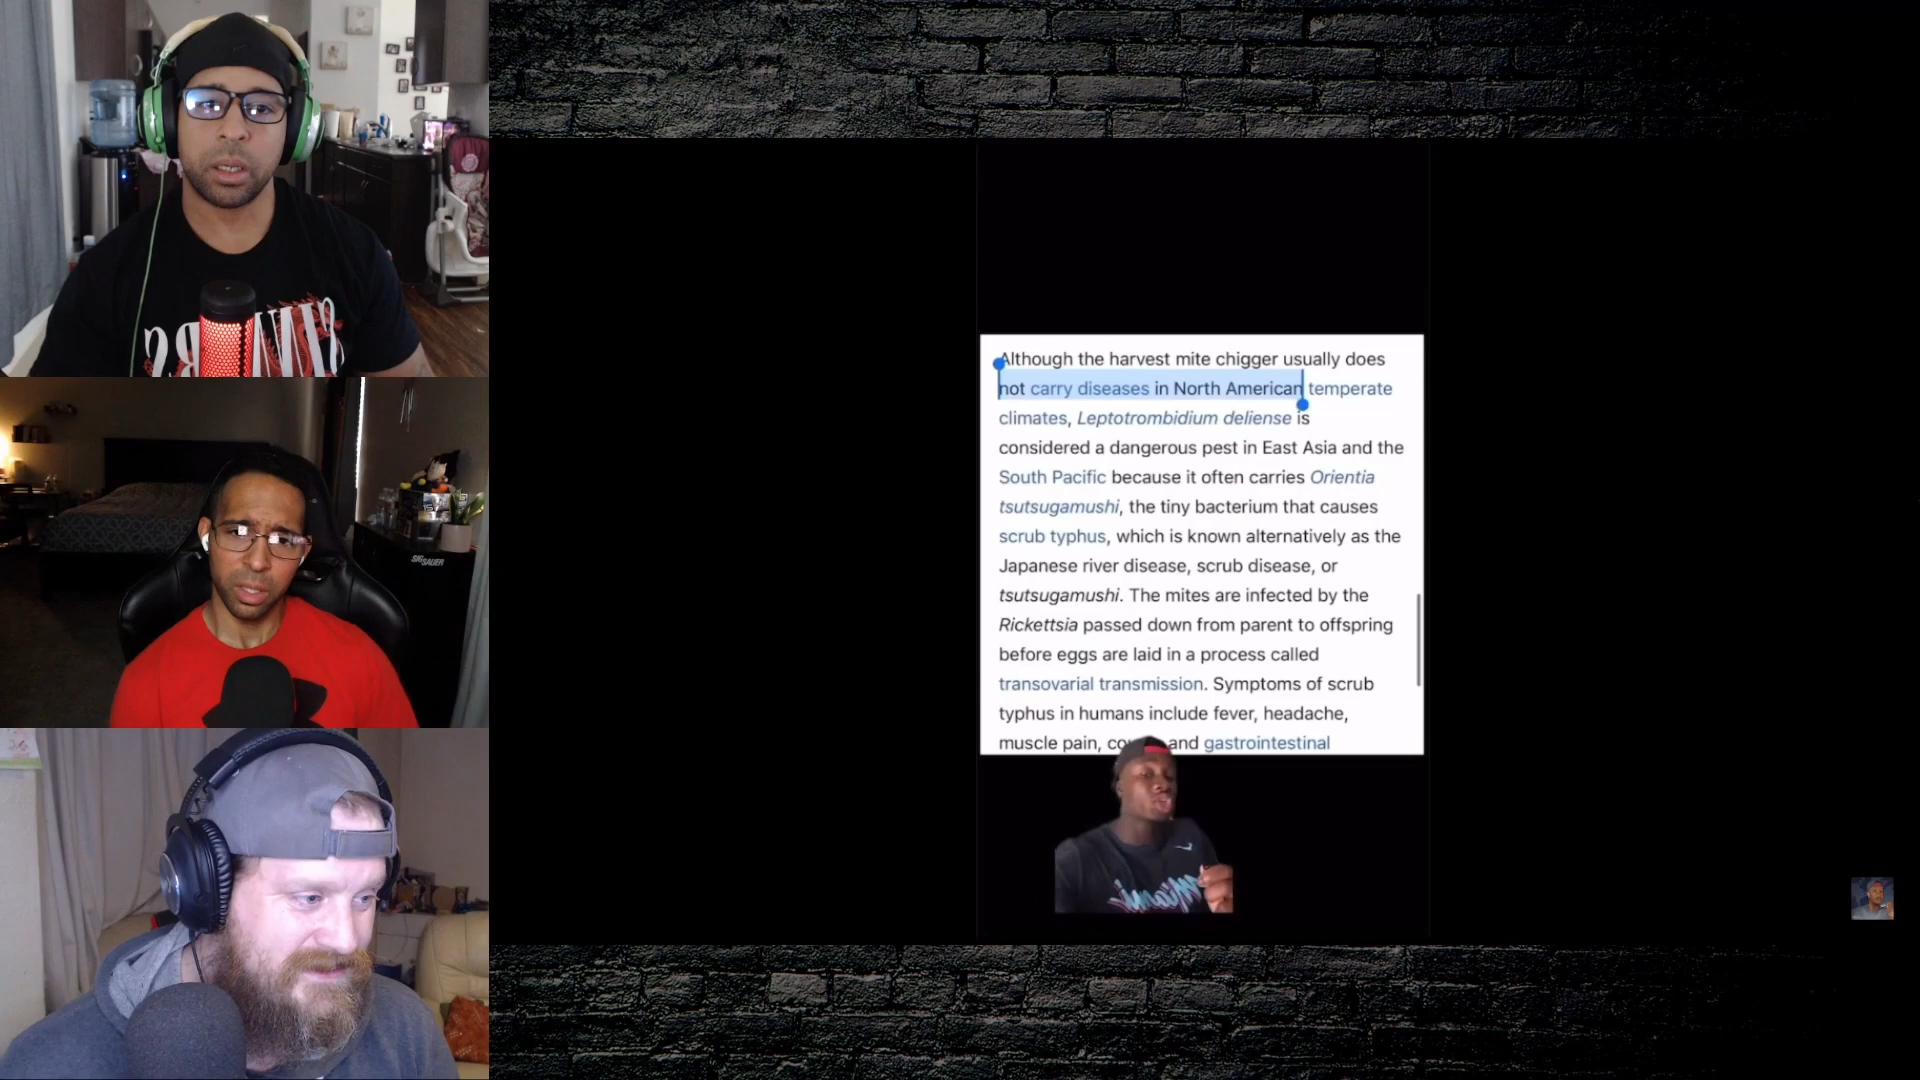 Although the harvest mite chigger usually does
not carry diseases in North American temperate
climates, Leptotrombidium deliense is
considered a dangerous pest in East Asia and the
South Pacific because it often carries Orientia
tsutsugamushi, the tiny bacterium that causes
scrub typhus, which is known alternatively as the
Japanese river disease, scrub disease, or
tsutsugamushi. The mites are infected by the
Rickettsia passed down from parent to offspring
before eggs are laid in a process called
transovarial transmission. Symptoms of scrub
typhus in humans include fever, headache,
muscle pain, and gastrointestinal
Miami
SIG SAUER